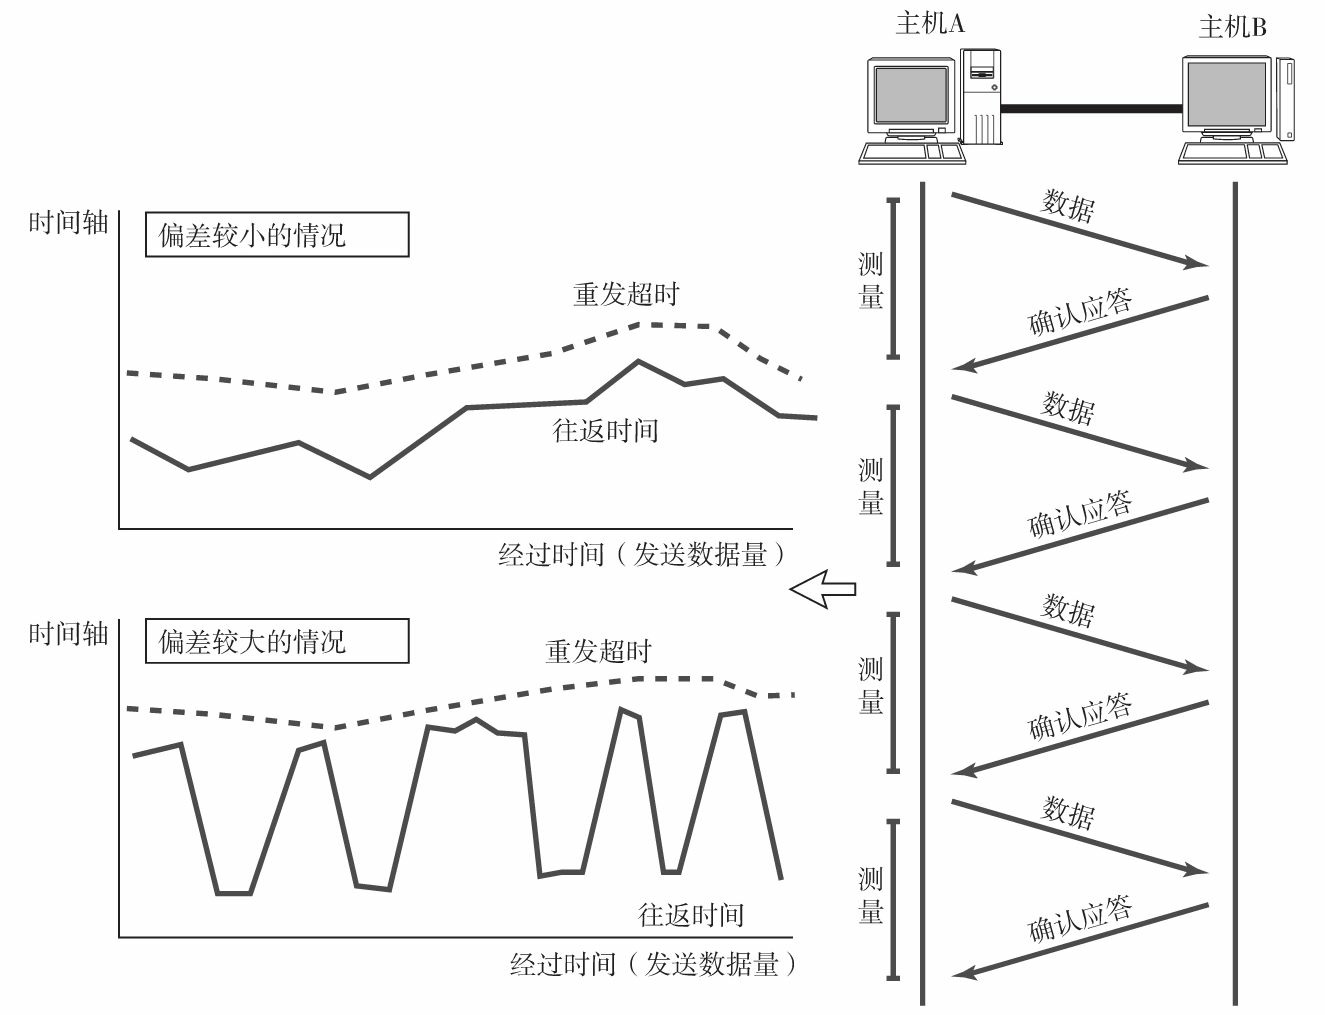 主机A
主机B
时间轴
偏差较小的情况
重发超时
往返时间
经过时间（发送数据量）
时间轴
偏差较大的情况
重发超时
往返时间
经过时间（发送数据量）
数据
测量
确认应答
数据
测量
确认应答
数据
测量
确认应答
数据
测量
确认应答